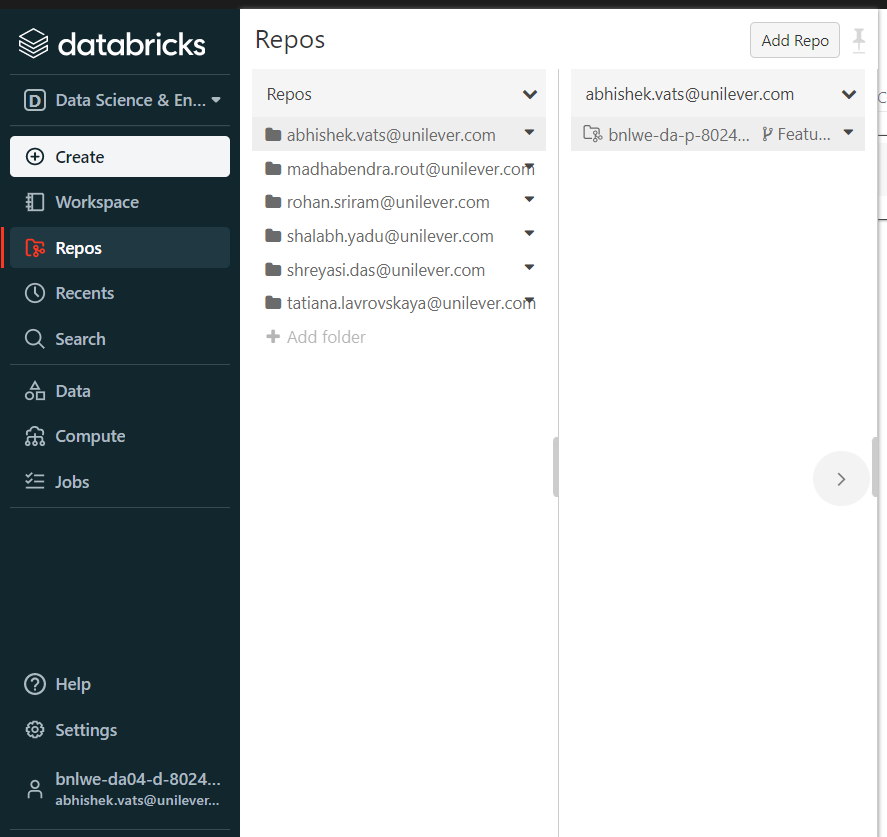 databricks
D Data Science & En...
Create
Workspace
Repos
Recents
Search
Data
Compute
Jobs
Help
Settings
bnlwe-da04-d-8024...
abhishek.vats@unilever...
Repos
Add Repo
Repos
abhishek.vats@unilever.com
madhabendra.rout@unilever.com
rohan.sriram@unilever.com
shalabh.yadu@unilever.com
shreyasi.das@unilever.com
tatiana.lavrovskaya@unilever.com
Add folder
abhishek.vats@unilever.com
bnlwe-da-p-8024... Featu...